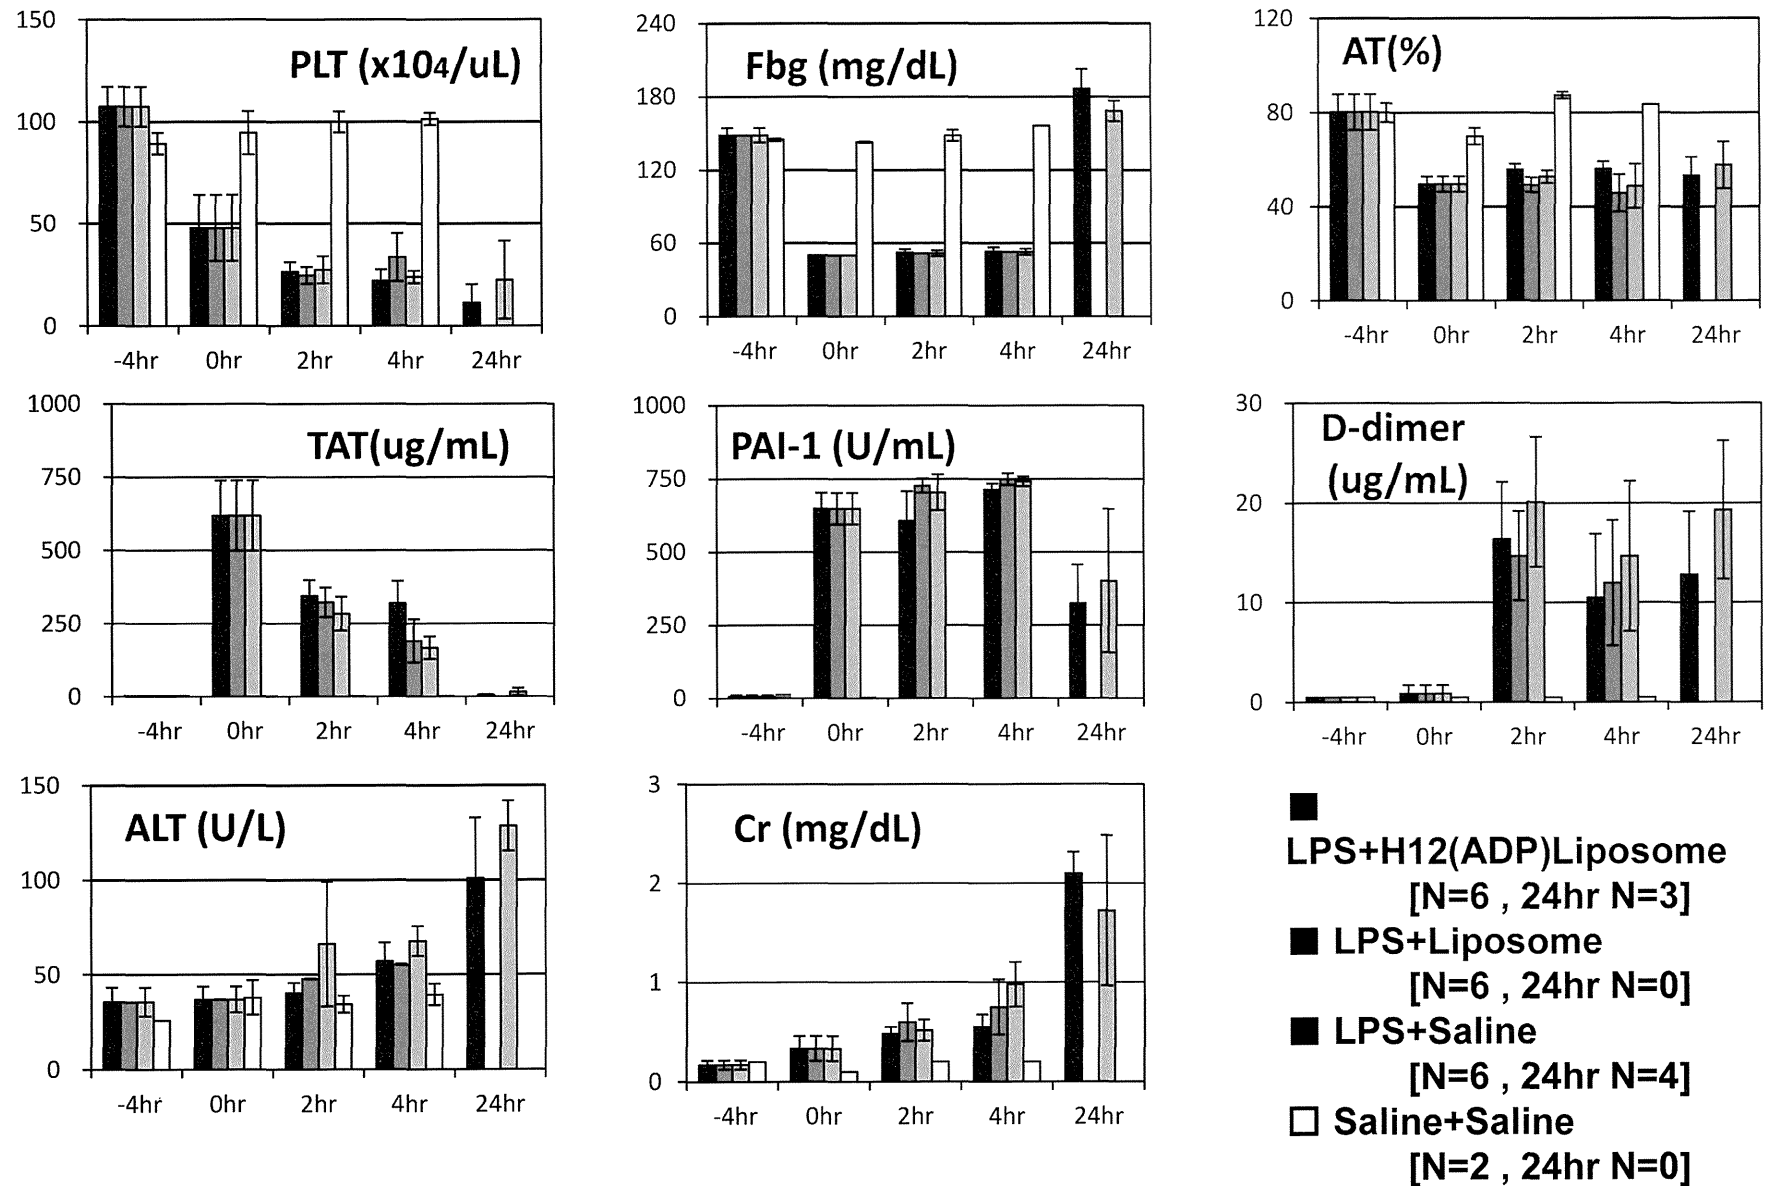 PLT (x104/uL)
150
100
50
0
-4hr 0hr 2hr 4hr 24hr
Fbg (mg/dL)
240
180
120
60
0
-4hr 0hr 2hr 4hr 24hr
AT(%)
120
80
40
0
-4hr 0hr 2hr 4hr 24hr
TAT(ug/mL)
1000
750
500
250
0
-4hr 0hr 2hr 4hr 24hr
PAI-1 (U/mL)
1000
750
500
250
0
-4hr 0hr 2hr 4hr 24hr
D-dimer
(ug/mL)
30
20
10
0
-4hr 0hr 2hr 4hr 24hr
ALT (U/L)
150
100
50
0
-4hr 0hr 2hr 4hr 24hr
Cr (mg/dL)
3
2
1
0
-4hr 0hr 2hr 4hr 24hr
LPS+H12(ADP)Liposome
[N=6 , 24hr N=3]
LPS+Liposome
[N=6 , 24hr N=0]
LPS+Saline
[N=6 , 24hr N=4]
Saline+Saline
[N=2 , 24hr N=0]